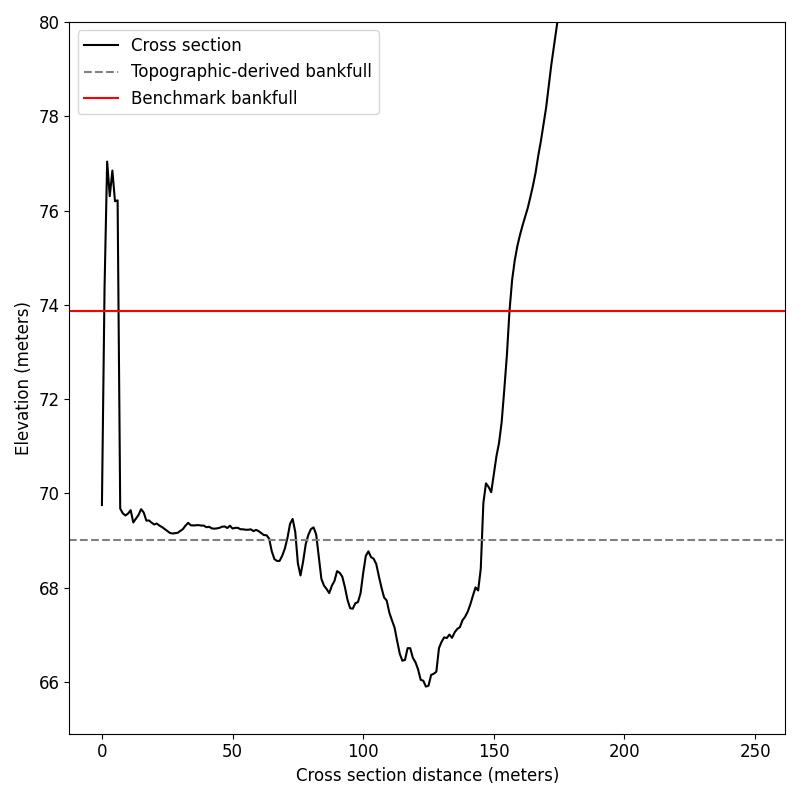 Cross section
Topographic-derived bankfull
Benchmark bankfull
80
78
76
74
72
70
68
66
Elevation (meters)
0 50 100 150 200 250
Cross section distance (meters)